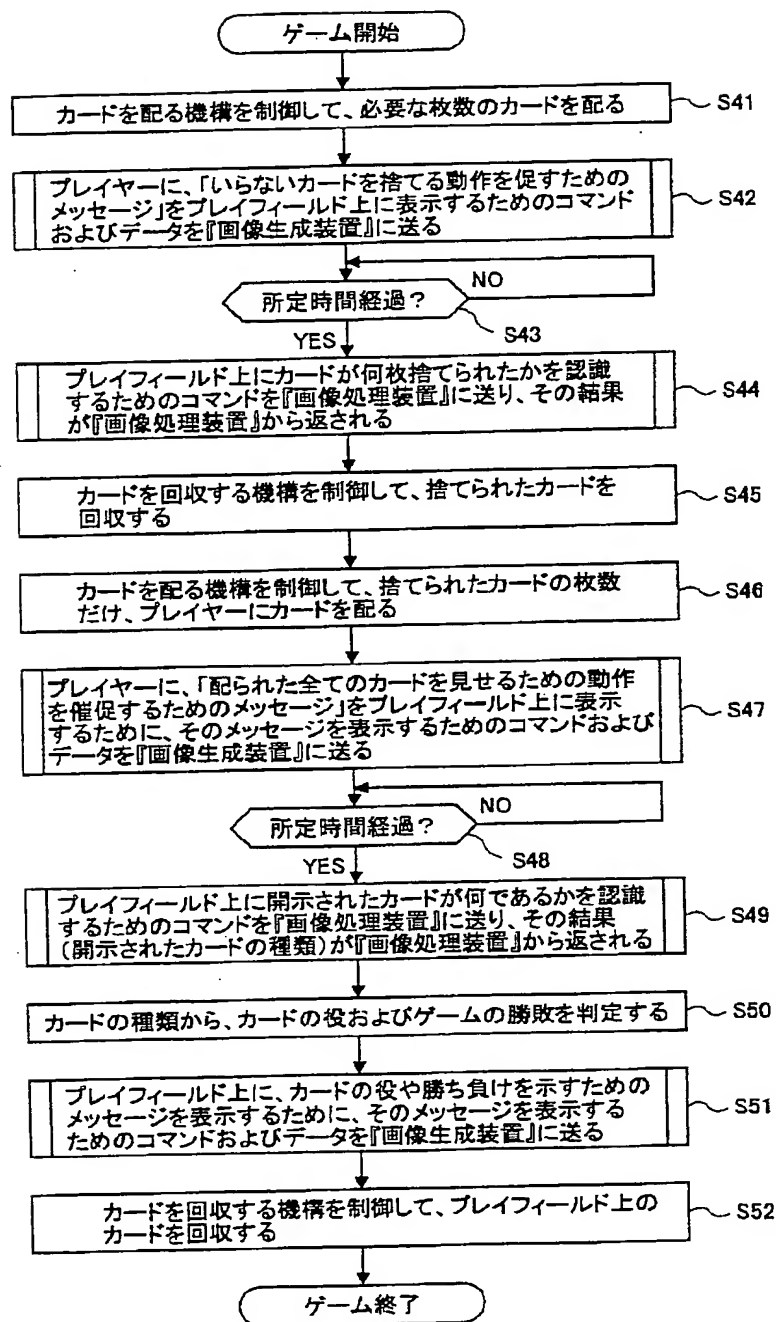 ゲーム開始
カードを配る機構を制御して、必要な枚数のカードを配る
S41
プレイヤーに、「いらないカードを捨てる動作を促すための
メッセージ」をプレイフィールド上に表示するためのコマンド
およびデータを『画像生成装置』に送る
S42
NO
所定時間経過?
S43
YES
プレイフィールド上にカードが何枚捨てられたかを認識
するためのコマンドを『画像処理装置』に送り、その結果
が『画像処理装置』から返される
S44
カードを回収する機構を制御して、捨てられたカードを
回収する
S45
カードを配る機構を制御して、捨てられたカードの枚数
だけ、プレイヤーにカードを配る
S46
プレイヤーに、「配られた全てのカードを見せるための動作
を催促するためのメッセージ」をプレイフィールド上に表示
するために、そのメッセージを表示するためのコマンドおよび
データを『画像生成装置』に送る
S47
NO
所定時間経過?
S48
YES
プレイフィールド上に開示されたカードが何であるかを認識
するためのコマンドを『画像処理装置』に送り、その結果
(開示されたカードの種類)が『画像処理装置』から返される
S49
カードの種類から、カードの役およびゲームの勝敗を判定する
S50
プレイフィールド上に、カードの役や勝ち負けを示すための
メッセージを表示するために、そのメッセージを表示する
ためのコマンドおよびデータを『画像生成装置』に送る
S51
カードを回収する機構を制御して、プレイフィールド上の
カードを回収する
S52
ゲーム終了